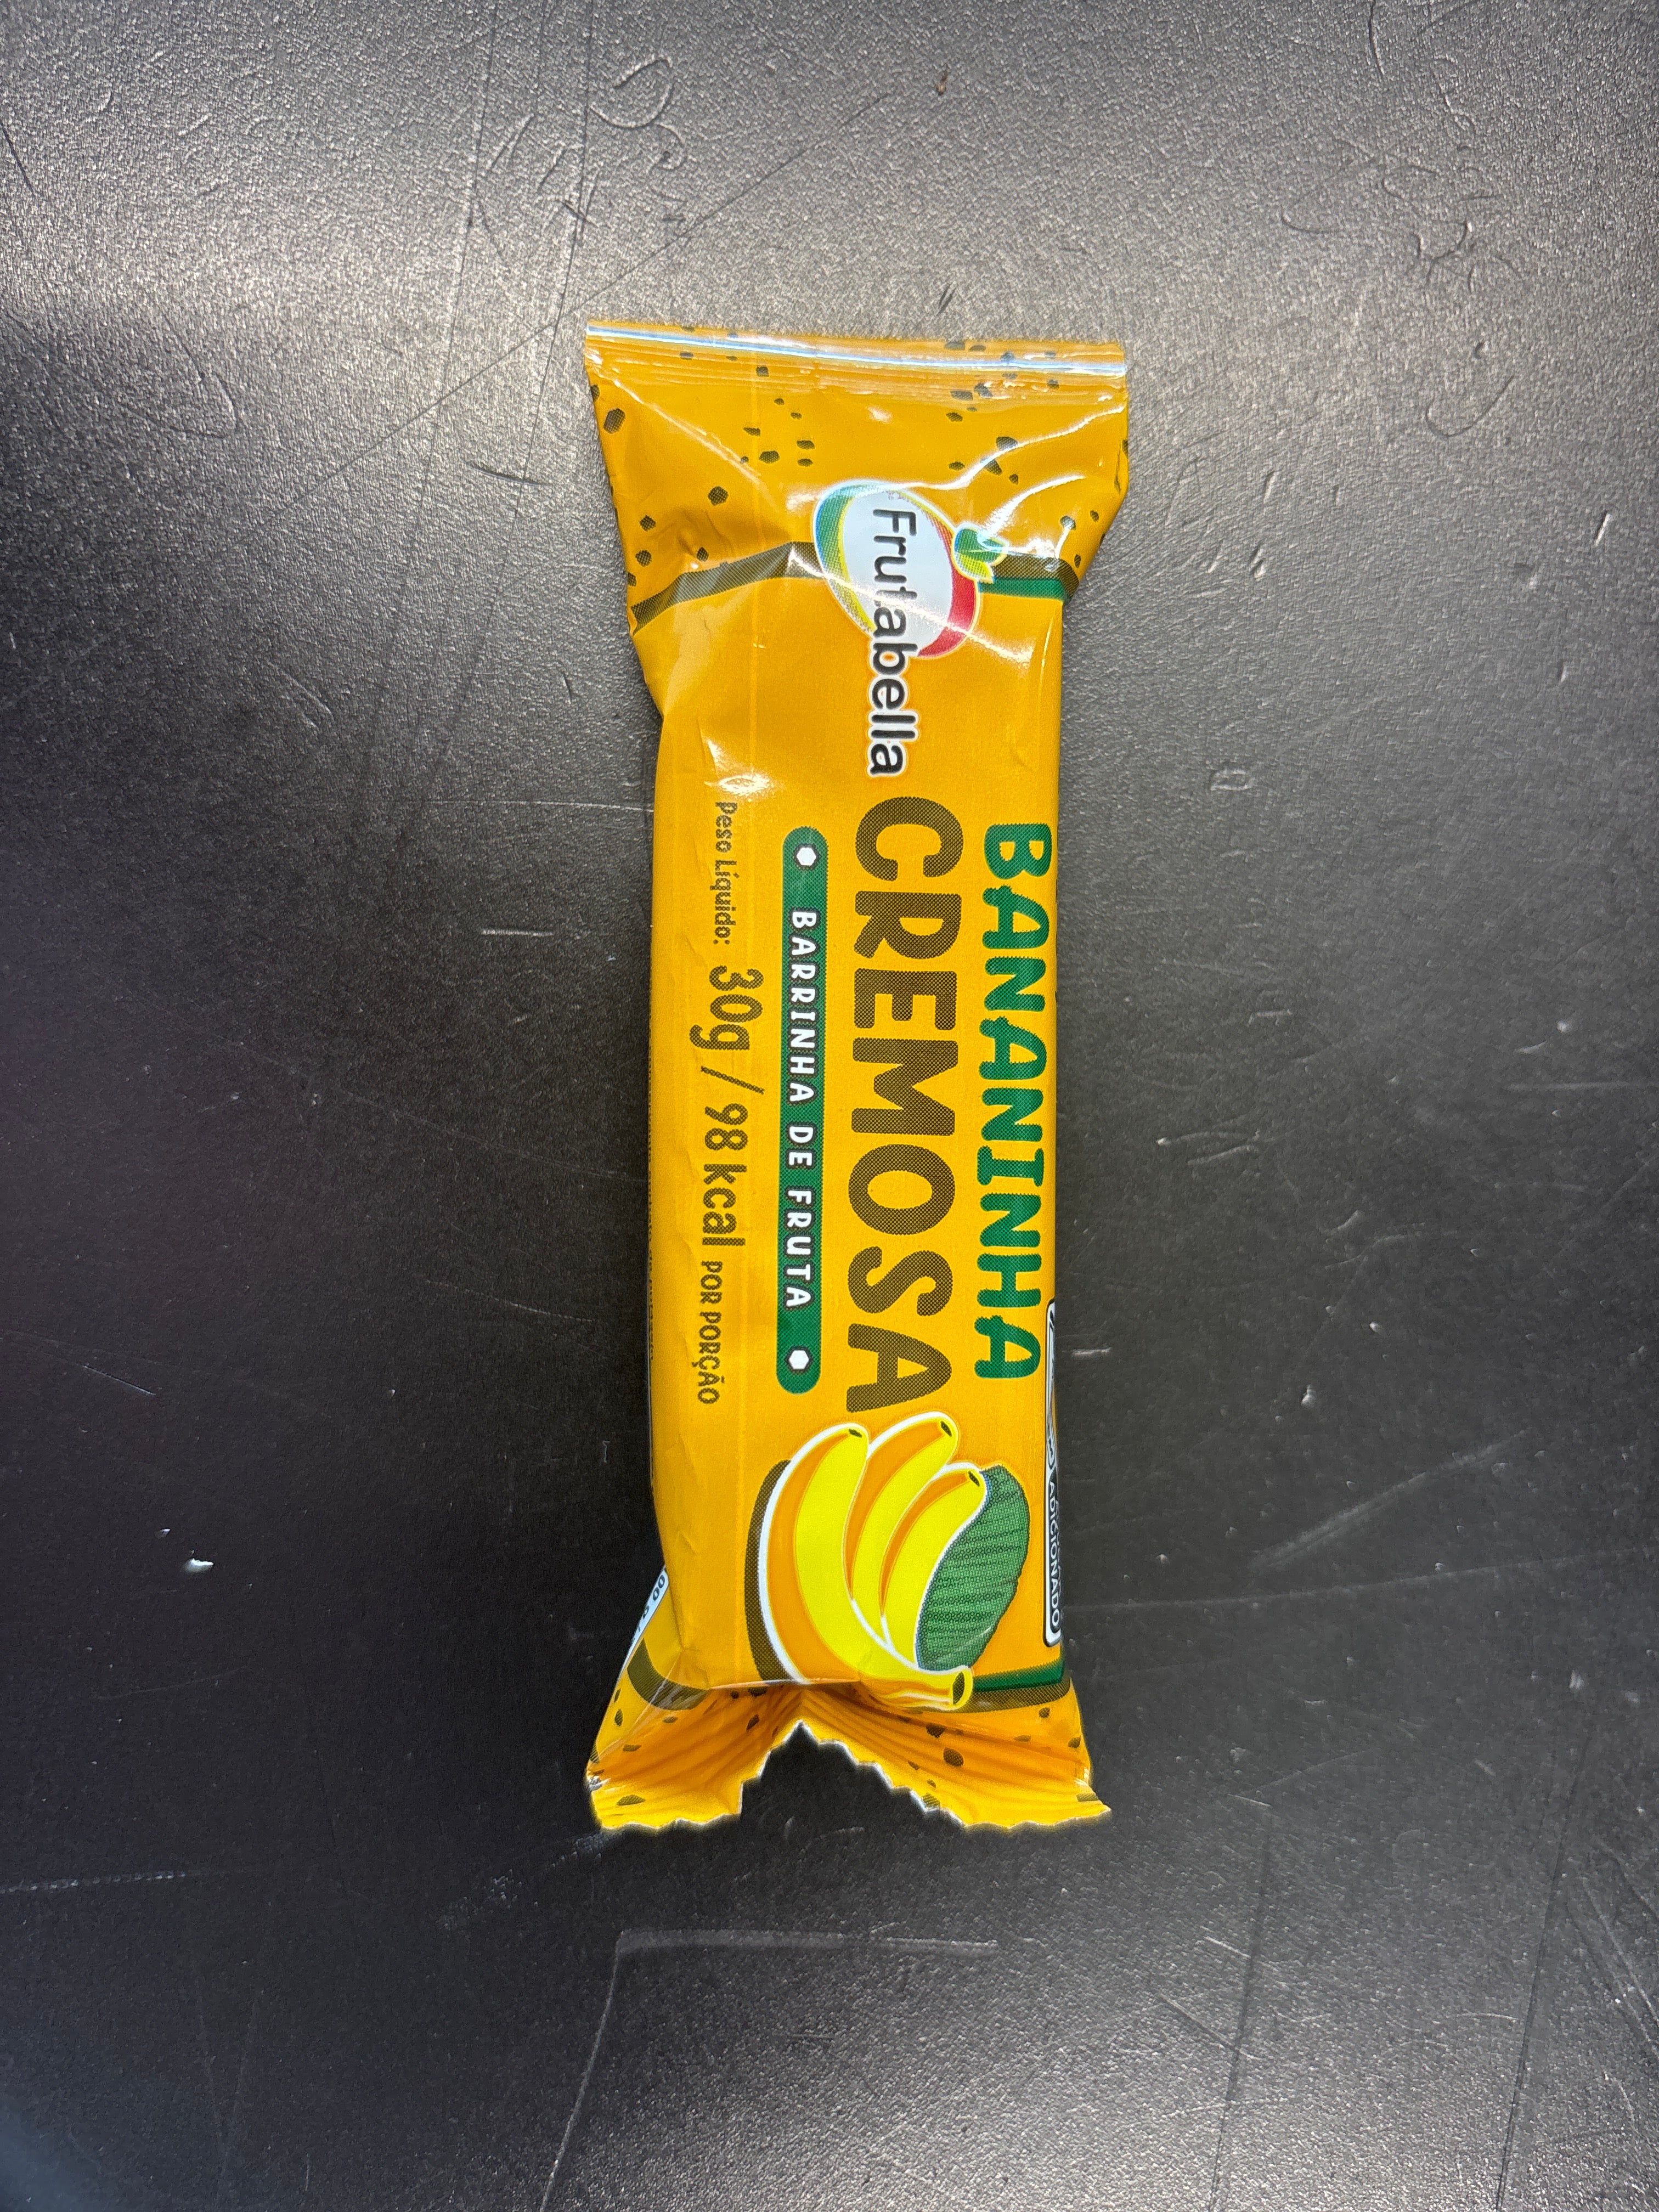 Frutabella
BANANINHA
CREMOSA
BARRINHA DE FRUTA
Peso Líquido: 30g / 98 kcal POR PORÇÃO
ADICIONADO